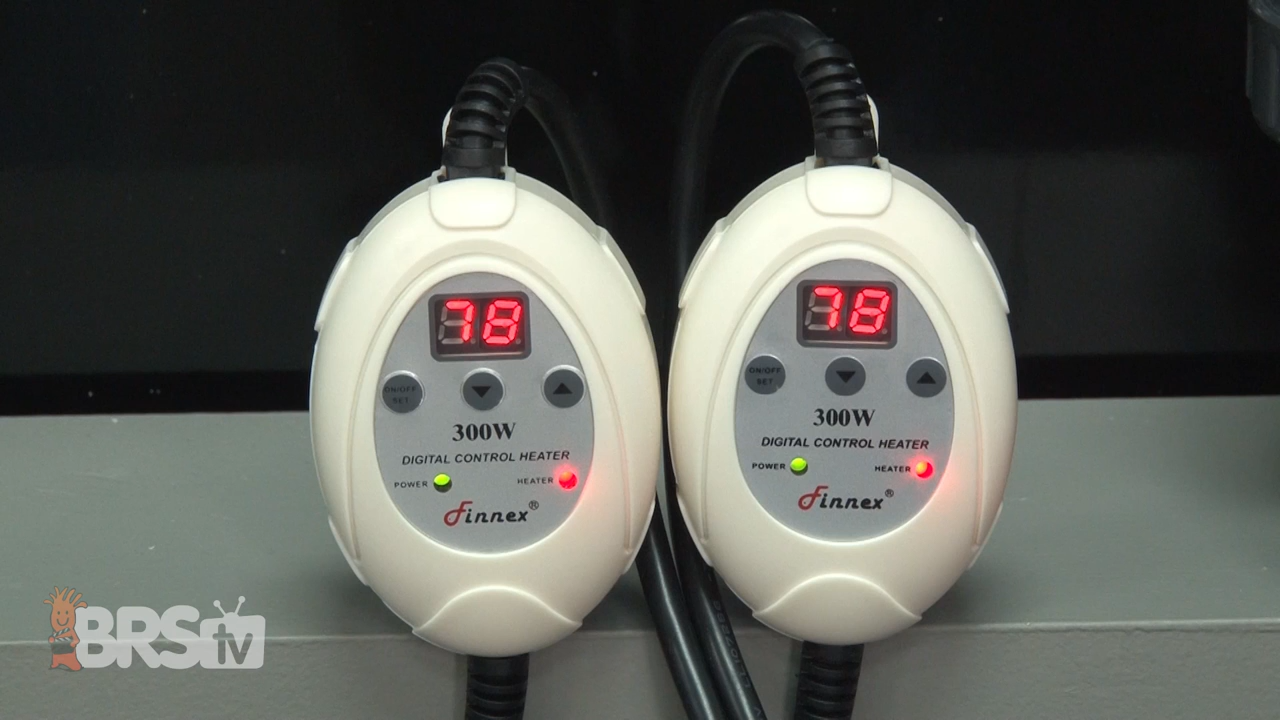 78
ON/OFF
SET
300W
DIGITAL CONTROL HEATER
POWER
HEATER
Finnex®
78
ON/OFF
SET
300W
DIGITAL CONTROL HEATER
POWER
HEATER
Finnex®
BRStv